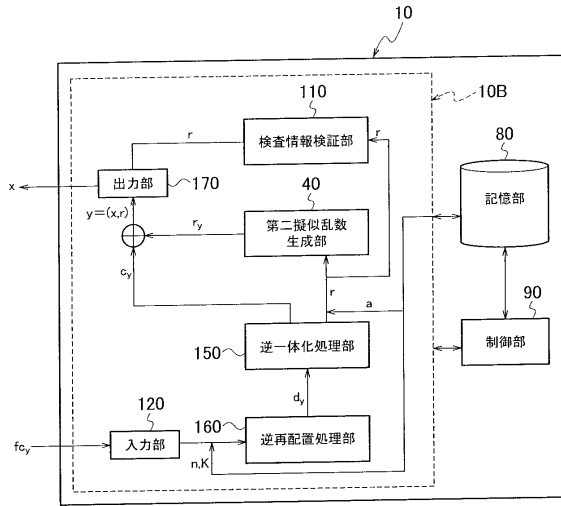 10
110
10B
r
検査情報検証部
r
80
x
出力部
170
40
記憶部
y=(x,r)
ry
第二擬似乱数
生成部
cy
r
a
90
逆一体化処理部
150
制御部
dy
120
160
fcy
入力部
逆再配置処理部
n,K